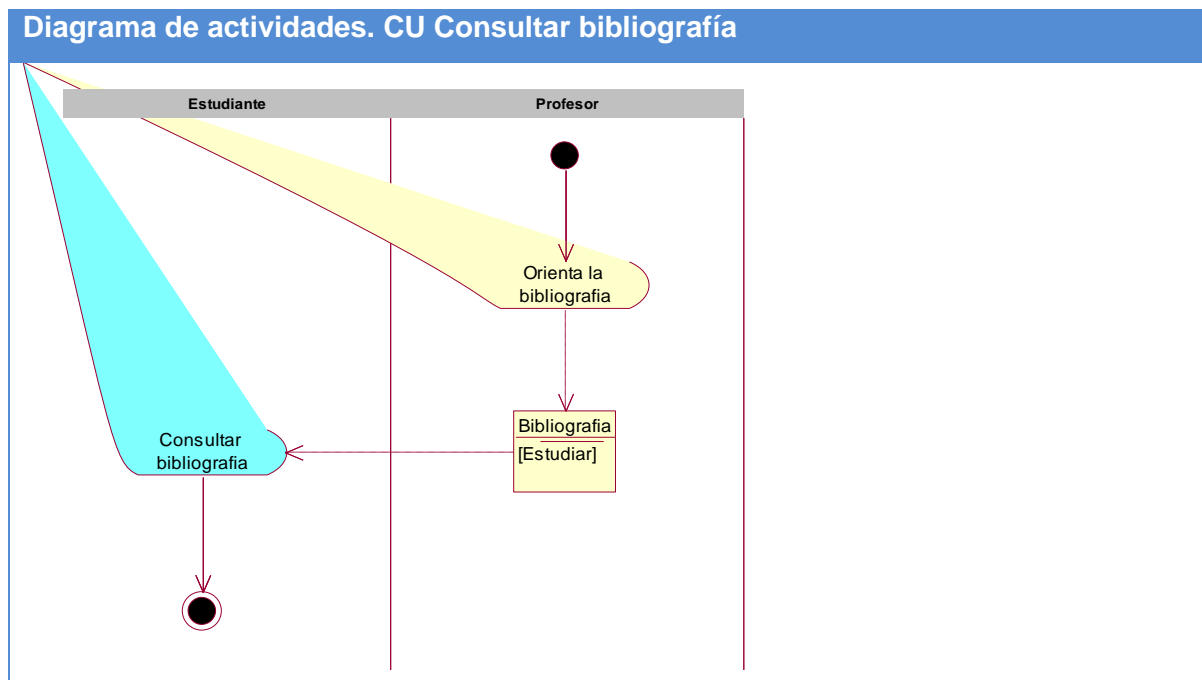 Diagrama de actividades. CU Consultar bibliografía
Estudiante
Profesor
Orienta la
bibliografia
Bibliografia
[Estudiar]
Consultar
bibliografia